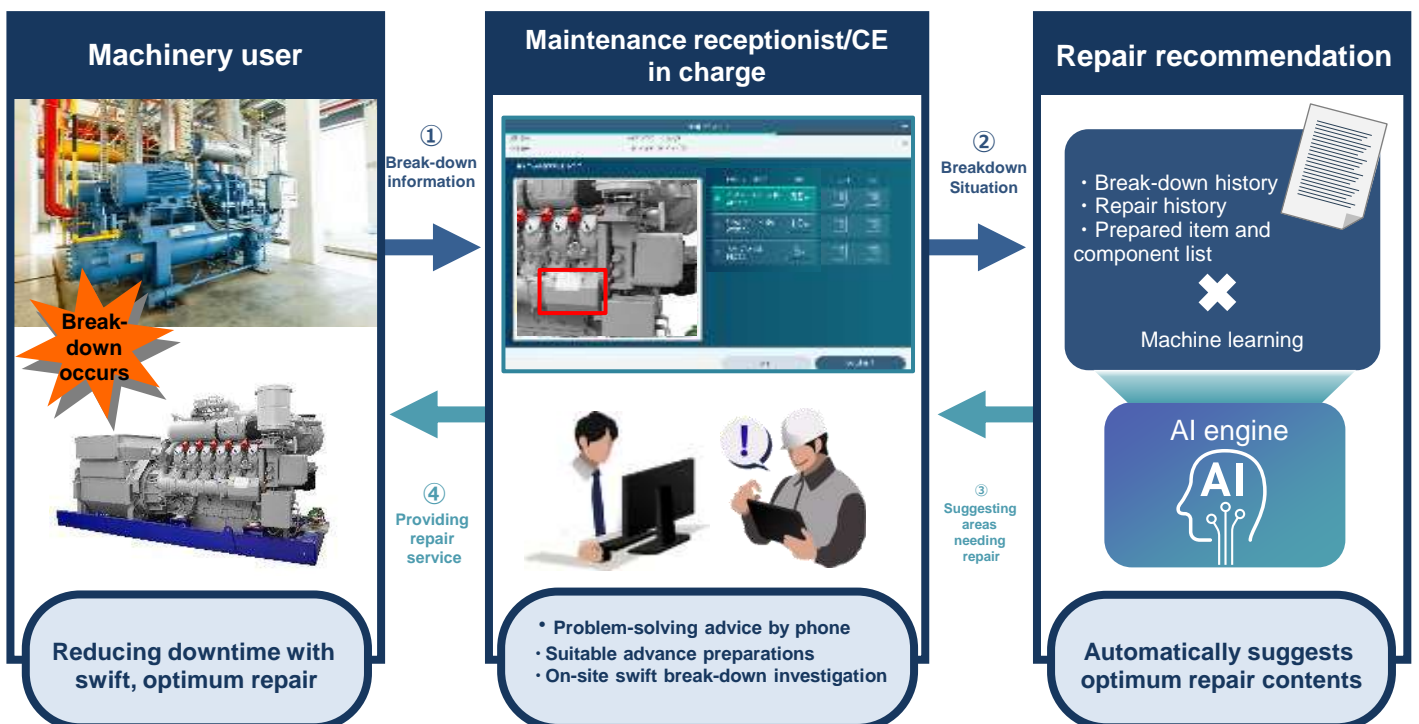 Machinery user
Break-
down
occurs
Reducing downtime with
swift, optimum repair
①
Break-down
information
④
Providing
repair
service
Maintenance receptionist/CE
in charge
!
• Problem-solving advice by phone
・Suitable advance preparations
・On-site swift break-down investigation
②
Breakdown
Situation
③
Suggesting
areas
needing
repair
Repair recommendation
・Break-down history
・Repair history
・Prepared item and
component list
Machine learning
AI engine
AI
Automatically suggests
optimum repair contents